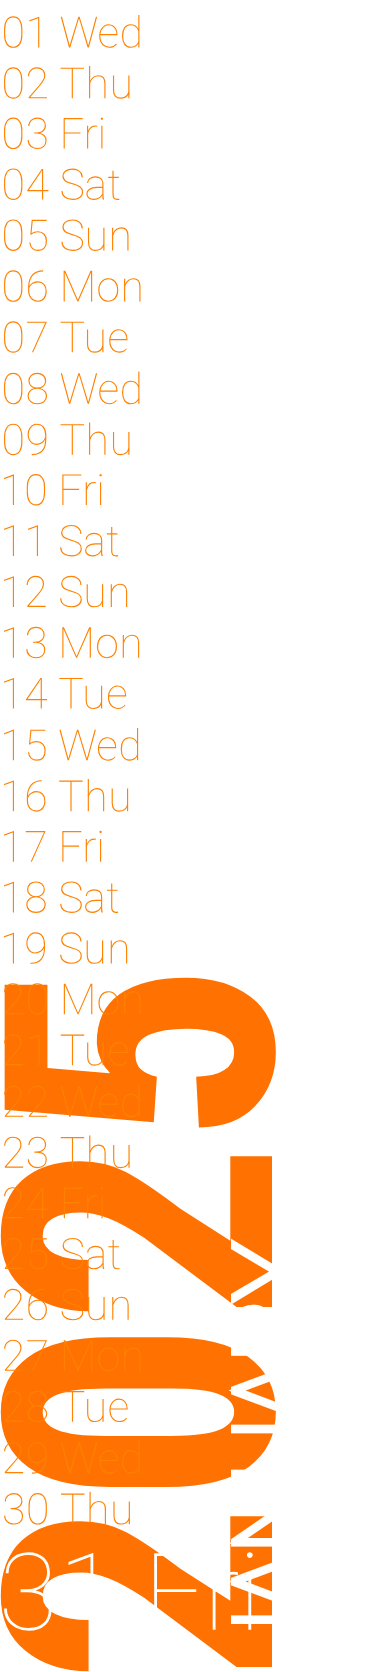 01 Wed
02 Thu
03 Fri
04 Sat
05 Sun
06 Mon
07 Tue
08 Wed
09 Thu
10 Fri
11 Sat
12 Sun
13 Mon
14 Tue
15 Wed
16 Thu
17 Fri
18 Sat
19 Sun
20 Mon
21 Tue
22 Wed
23 Thu
24 Fri
25 Sat
26 Sun
27 Mon
28 Tue
29 Wed
30 Thu
31 Fri
2025